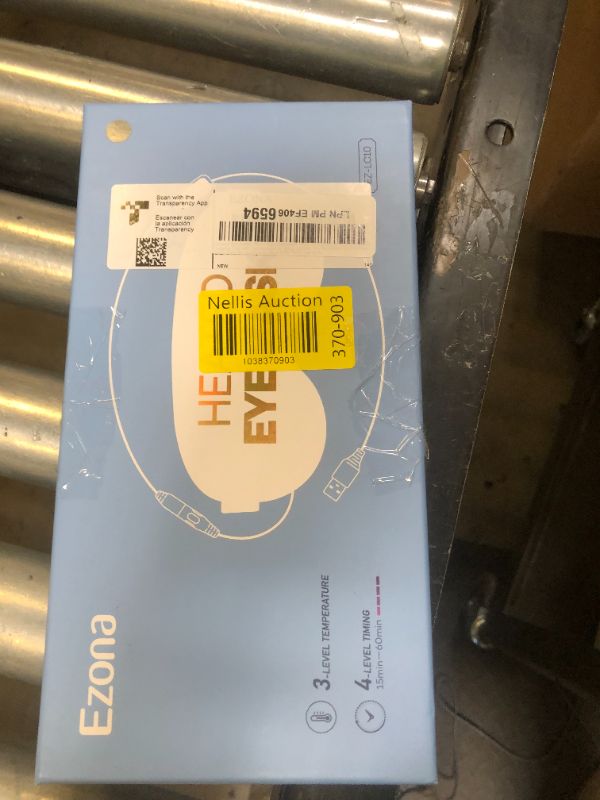 Scan with the
Transparency App
Escanear con
la aplicación
Transparency
LPN PM EF406 6594
NEW
Nellis Auction
1038370903
370-903
EYE
Ezona
3-LEVEL TEMPERATURE
4-LEVEL TIMING
15min—60min